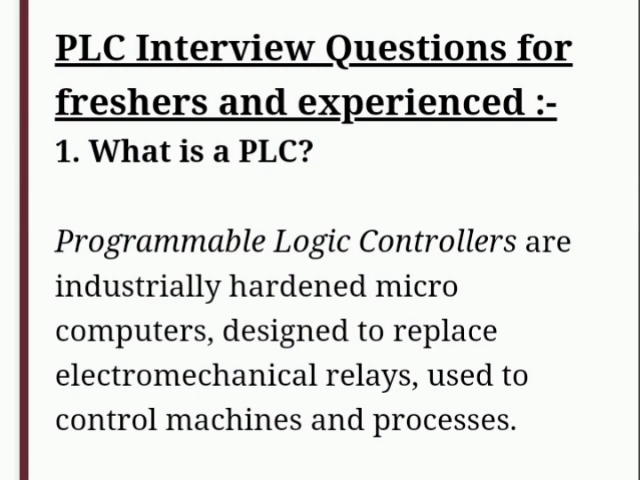 PLC Interview Questions for
freshers and experienced :-
1. What is a PLC?
Programmable Logic Controllers are
industrially hardened micro
computers, designed to replace
electromechanical relays, used to
control machines and processes.